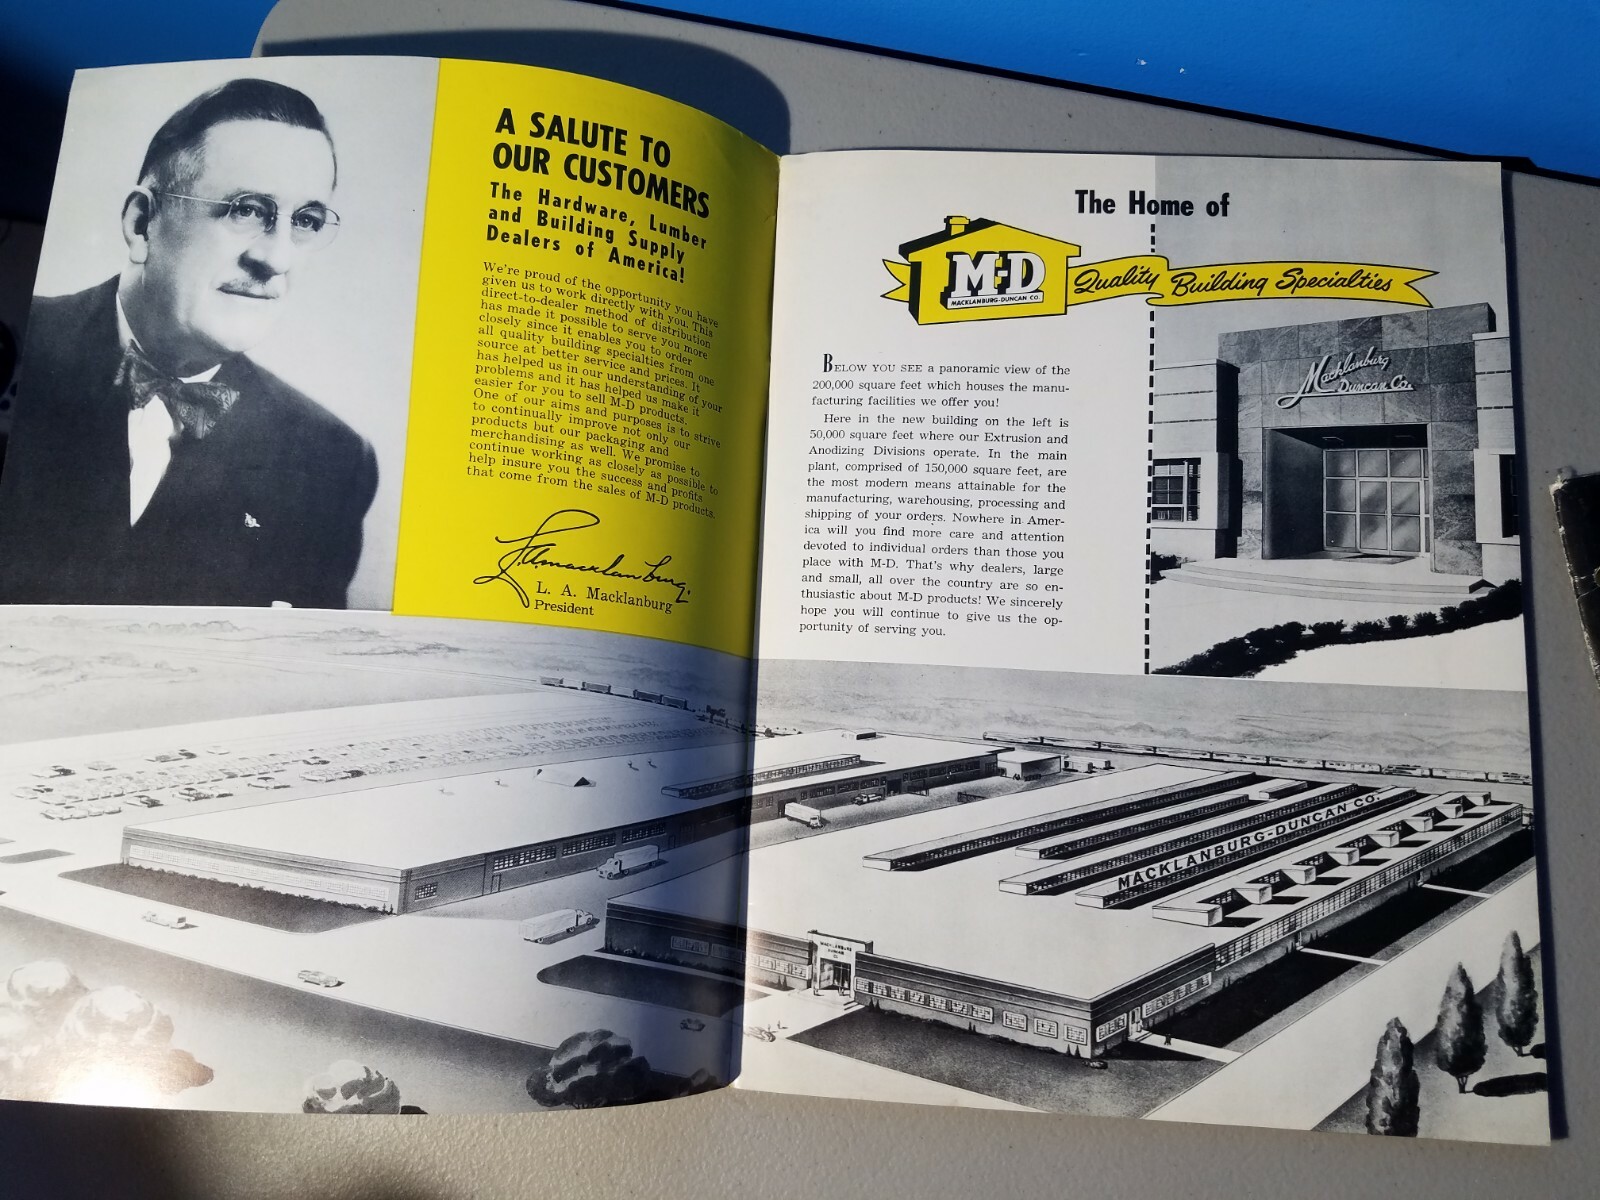 A SALUTE TO
OUR CUSTOMERS
The Hardware, Lumber
and Building Supply
Dealers of America!
We're proud of the opportunity you have
given us to work directly with you. This
direct-to-dealer method of distribution
has made it possible to serve you more
closely since it enables you to order
all quality building specialties from one
source at better service and prices. It
has helped us in our understanding of your
problems and it has helped us make it
easier for you to sell M-D products.
One of our aims and purposes is to strive
to continually improve not only our
products but our packaging and
merchandising as well. We promise to
continue working as closely as possible to
help insure you the success and profits
that come from the sales of M-D products.
L.A. Macklanburg
L. A. Macklanburg
President
The Home of
M-D
MACKLANBURG-DUNCAN CO.
Quality Building Specialties
BELOW YOU SEE a panoramic view of the
200,000 square feet which houses the manu-
facturing facilities we offer you!
Here in the new building on the left is
50,000 square feet where our Extrusion and
Anodizing Divisions operate. In the main
plant, comprised of 150,000 square feet, are
the most modern means attainable for the
manufacturing, warehousing, processing and
shipping of your orders. Nowhere in Amer-
ica will you find more care and attention
devoted to individual orders than those you
place with M-D. That's why dealers, large
and small, all over the country are so en-
thusiastic about M-D products! We sincerely
hope you will continue to give us the op-
portunity of serving you.
Macklanburg
Duncan Co.
MACKLANBURG-DUNCAN CO.
MACKLANBURG
DUNCAN
CO